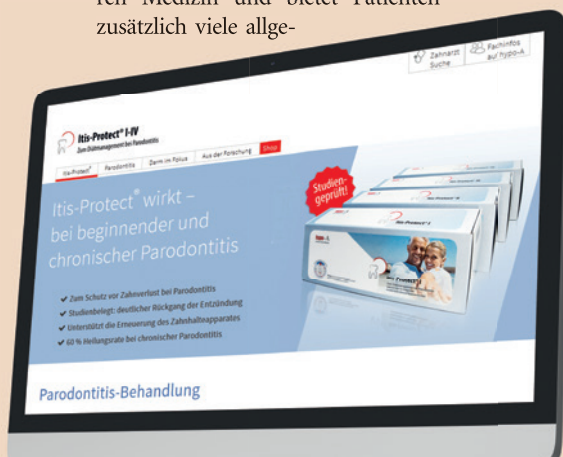 ren Medizin und bietet Patienten
zusätzlich viele allge-
Zahnarzt
Suche
Fachinfos
auf hypo-A
Itis-Protect® I-IV
Zum Diätmanagement bei Parodontitis
Itis-Protect® Parodontitis Darm im Fokus Aus der Forschung Shop
Itis-Protect® wirkt –
bei beginnender und
chronischer Parodontitis
✔ Zum Schutz vor Zahnverlust bei Parodontitis
✔ Studienbelegt: deutlicher Rückgang der Entzündung
✔ Unterstützt die Erneuerung des Zahnhalteapparates
✔ 60 % Heilungsrate bei chronischer Parodontitis
Studien-
geprüft!
hypo-A
Itis-Protect I
Parodontitis-Behandlung